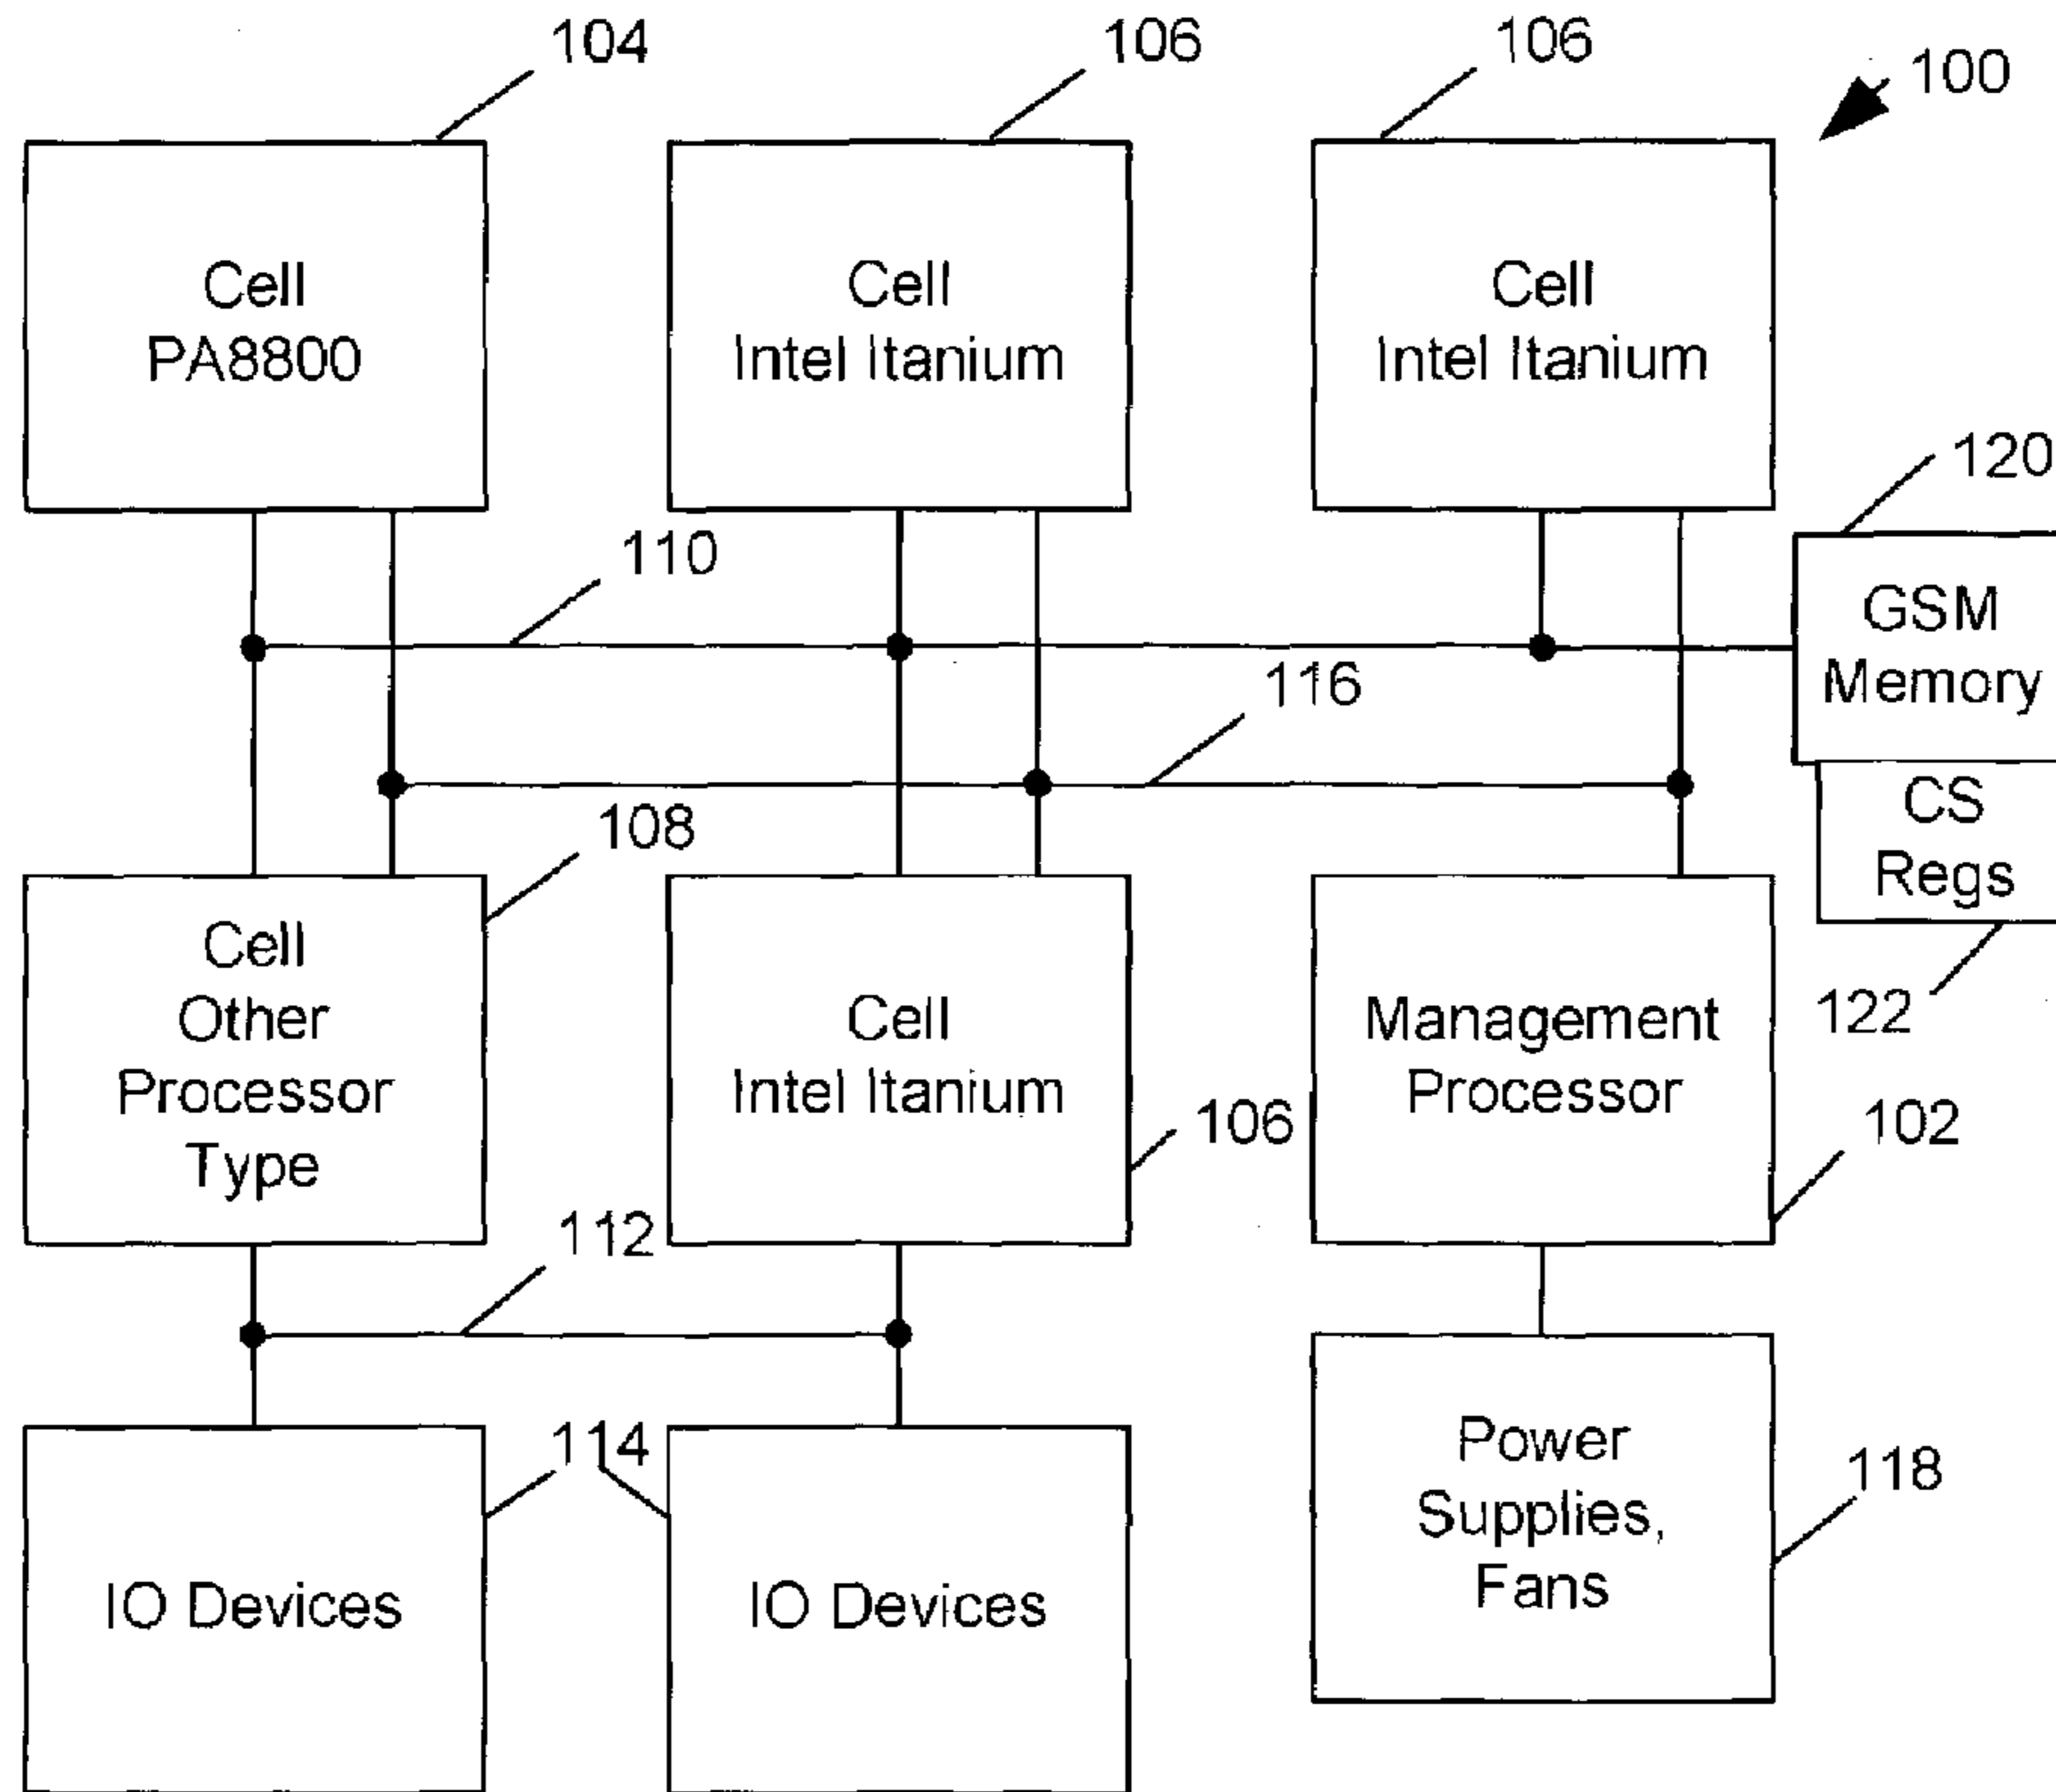 104
106
106
100
Cell
PA8800
Cell
Intel Itanium
Cell
Intel Itanium
120
110
GSM
Memory
116
CS
Regs
108
122
Cell
Other
Processor
Type
Cell
Intel Itanium
106
Management
Processor
102
112
114
IO Devices
IO Devices
Power
Supplies,
Fans
118